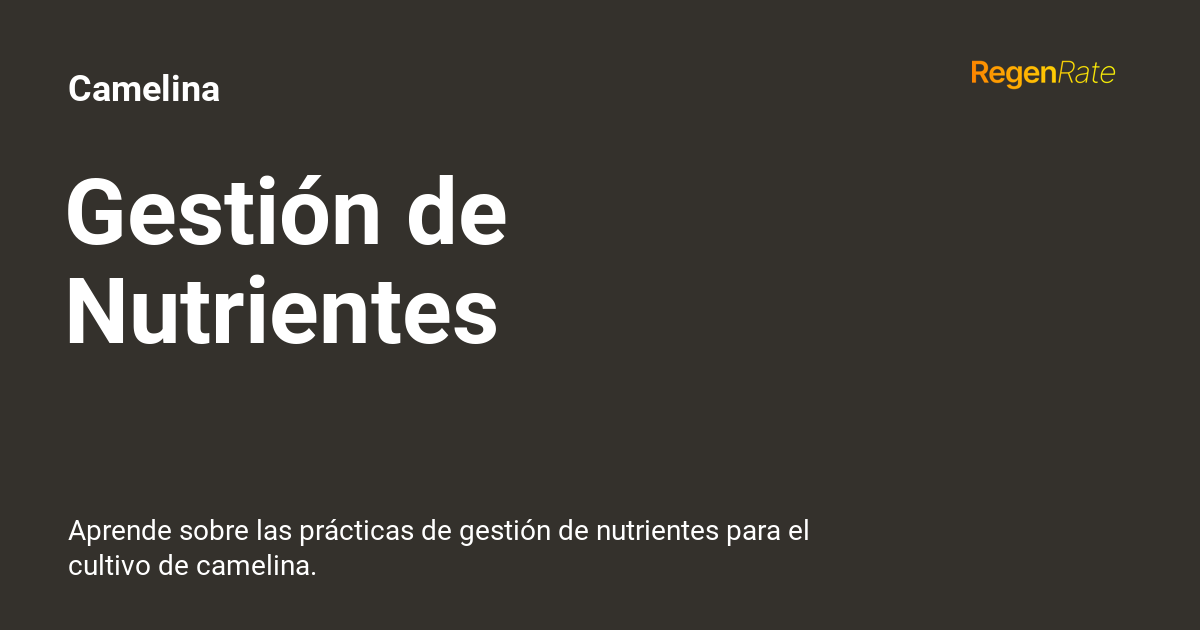 Camelina
RegenRate
Gestión de
Nutrientes
Aprende sobre las prácticas de gestión de nutrientes para el
cultivo de camelina.